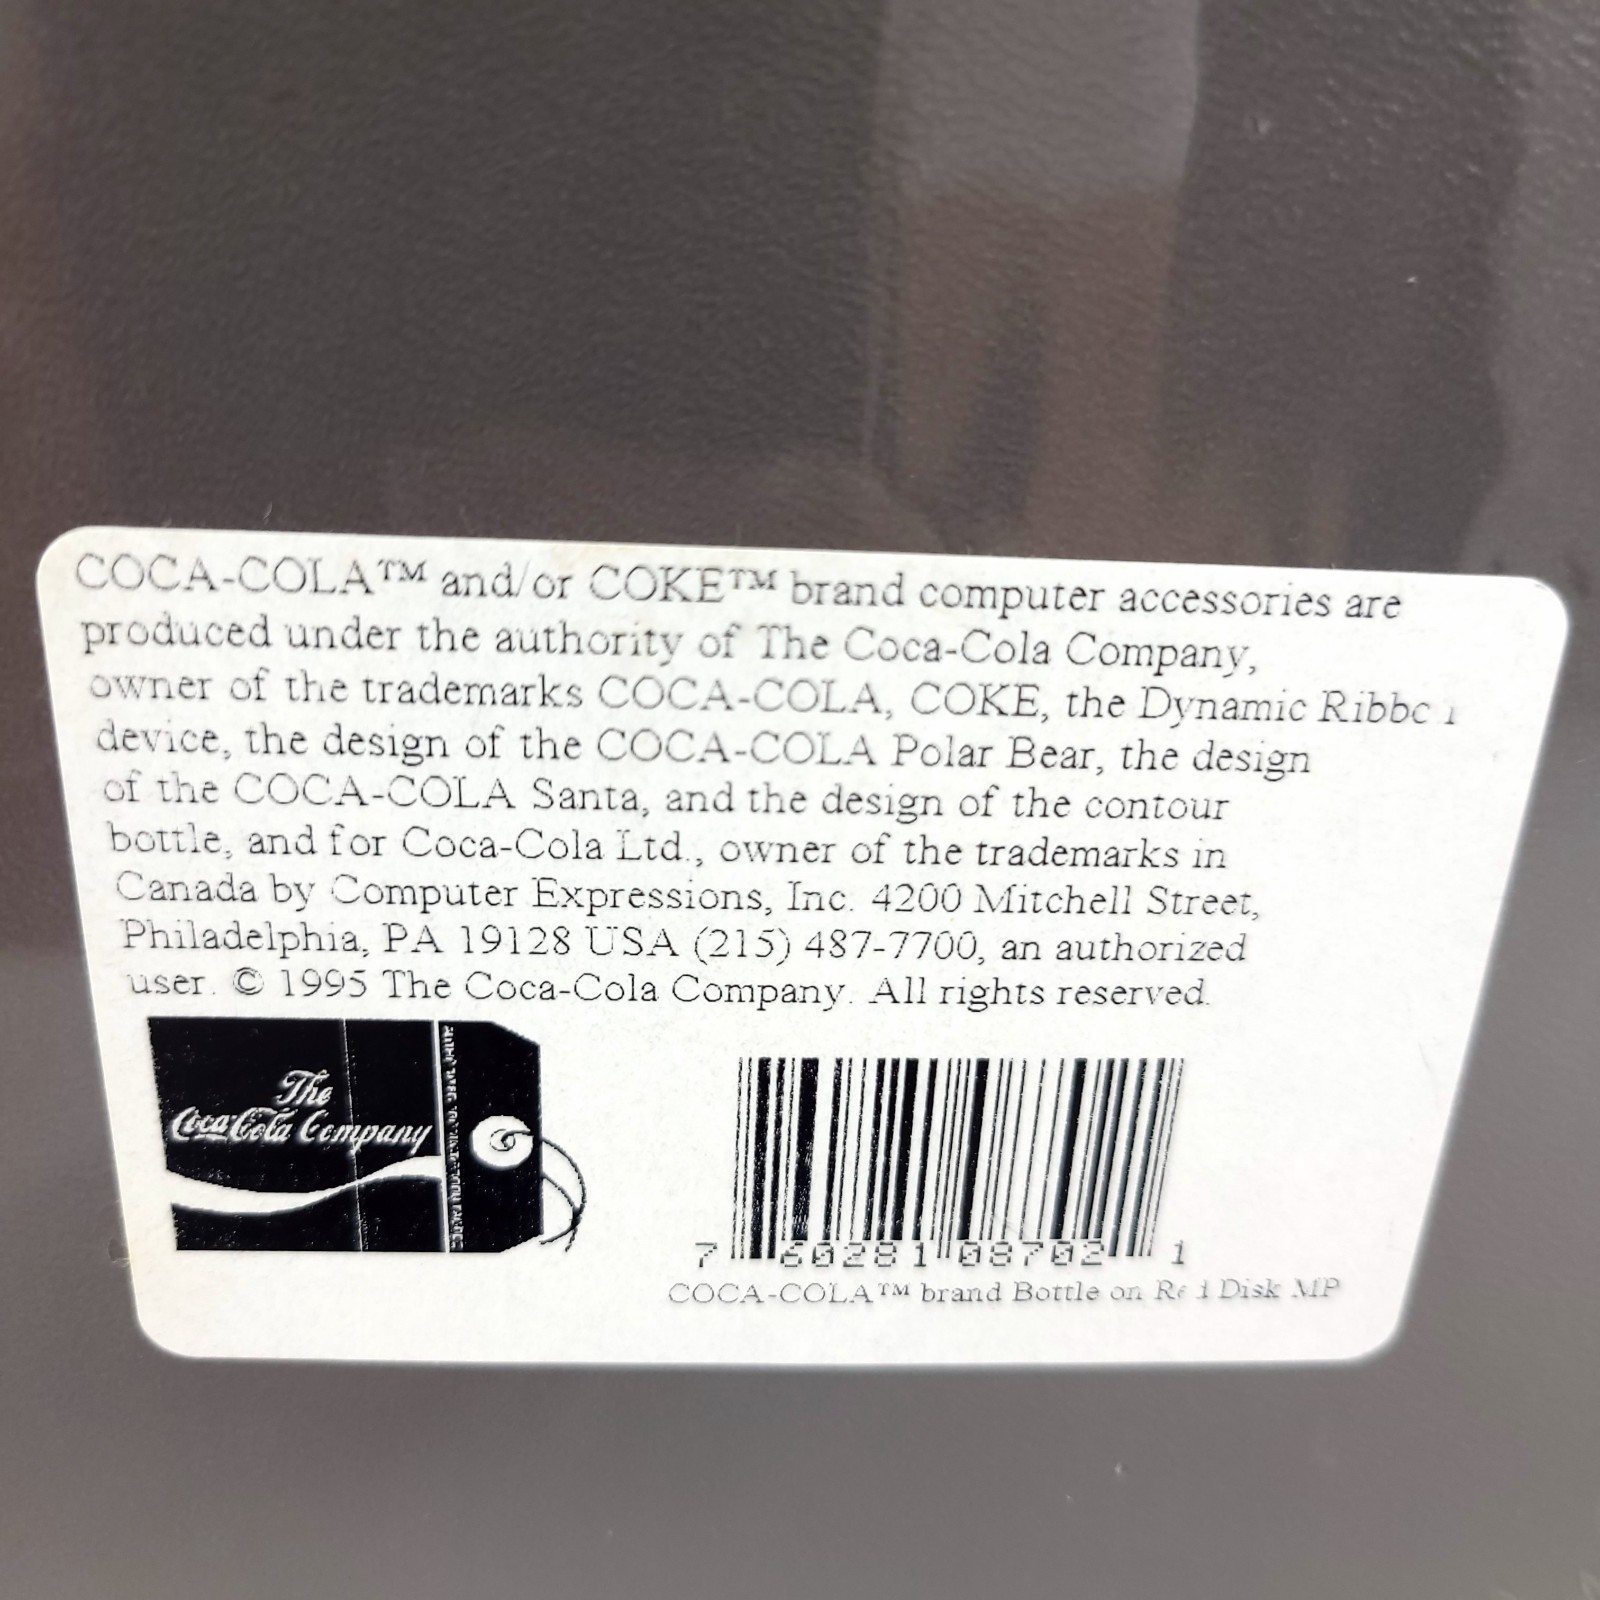 COCA-COLA™ and/or COKE™ brand computer accessories are
produced under the authority of The Coca-Cola Company,
owner of the trademarks COCA-COLA, COKE, the Dynamic Ribbon
device, the design of the COCA-COLA Polar Bear, the design
of the COCA-COLA Santa, and the design of the contour
bottle, and for Coca-Cola Ltd., owner of the trademarks in
Canada by Computer Expressions, Inc. 4200 Mitchell Street,
Philadelphia, PA 19128 USA (215) 487-7700, an authorized
user. © 1995 The Coca-Cola Company. All rights reserved.
The
Coca-Cola Company
7 60281 08702 1
COCA-COLA™ brand Bottle on Red Disk MP